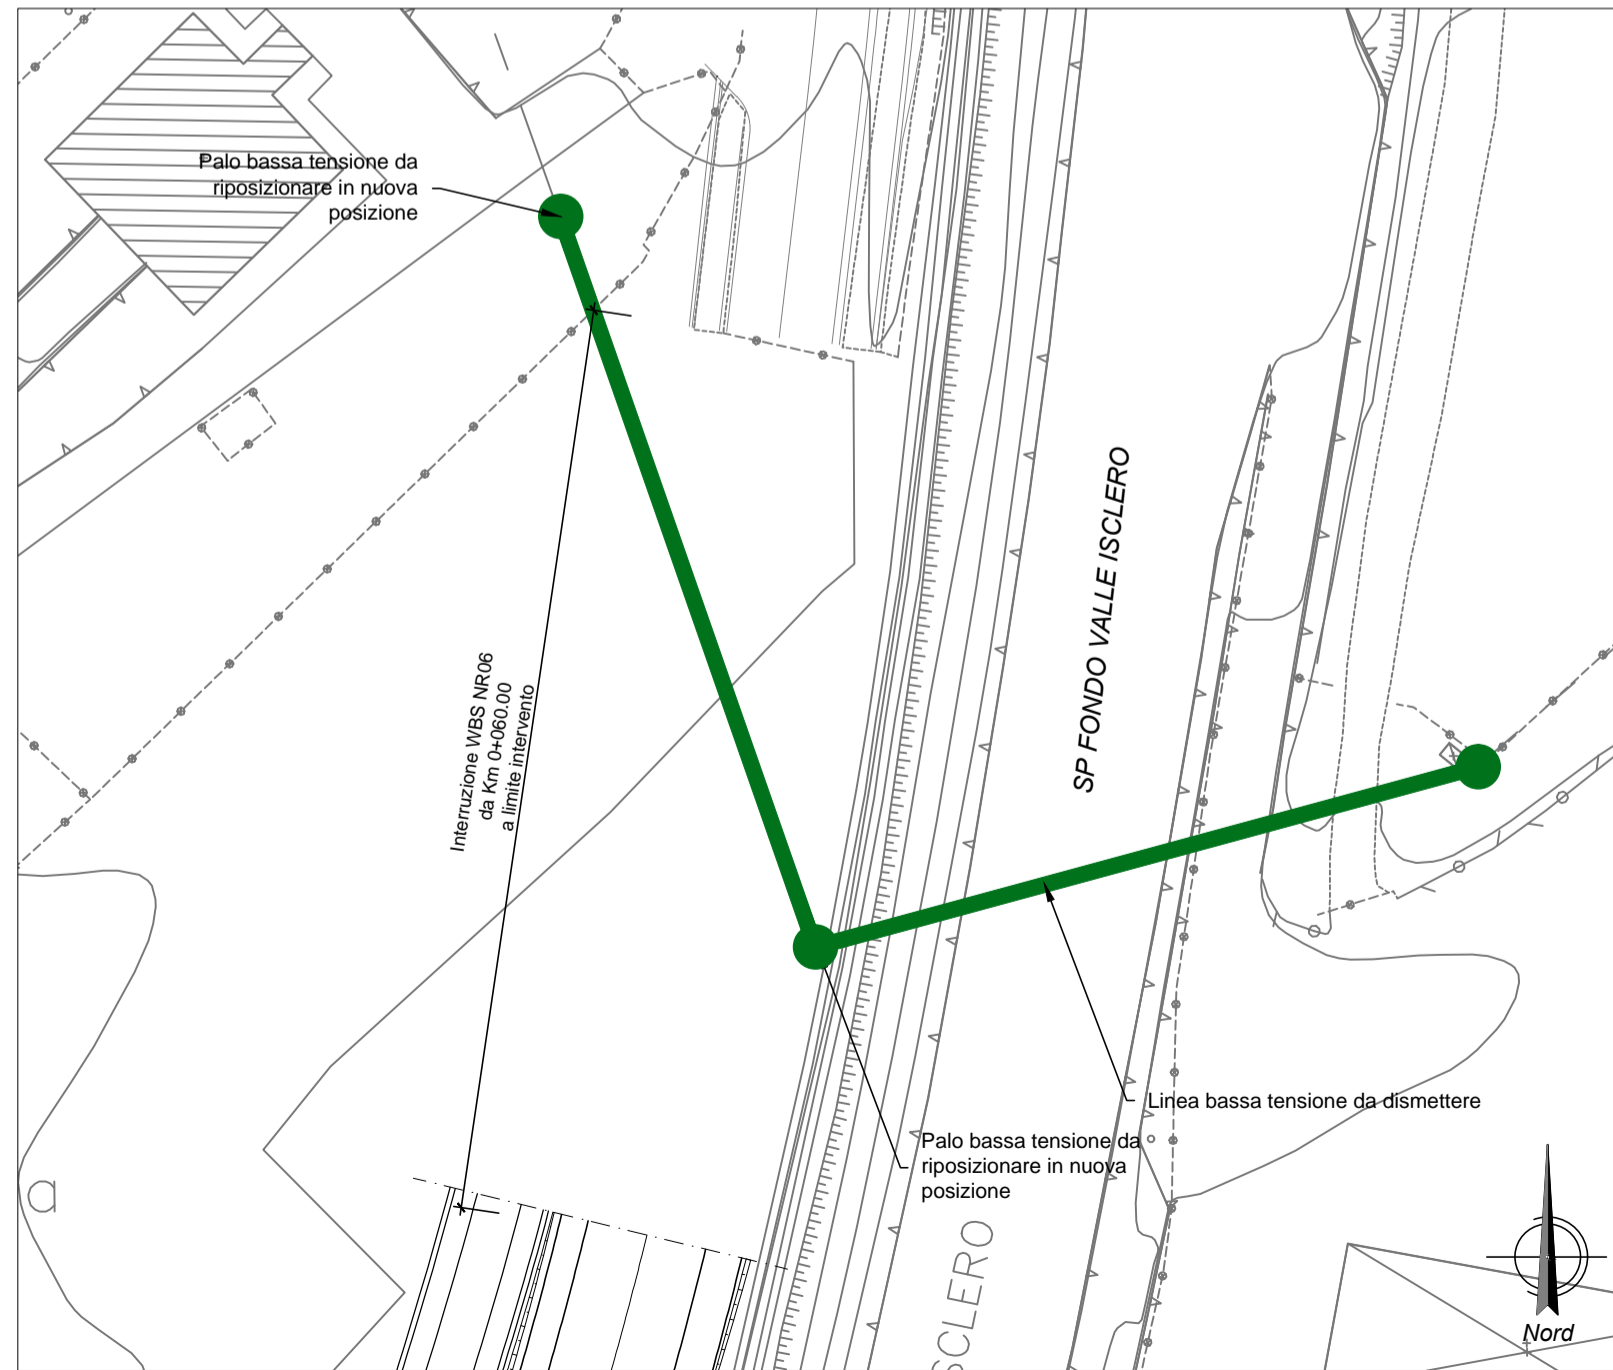 Palo bassa tensione da
riposizionare in nuova
posizione
SP FONDO VALLE ISCLERO
Interruzione WBS NR06
da Km 0+060.00
a limite intervento
Linea bassa tensione da dismettere
Palo bassa tensione da
riposizionare in nuova
posizione
a
SCLERO
Nord